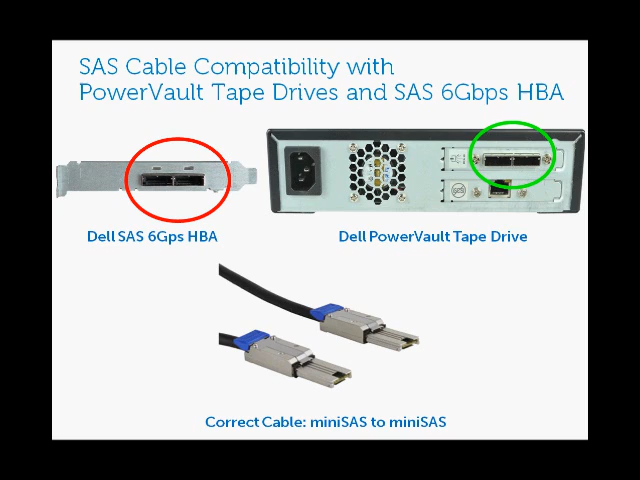 SAS Cable Compatibility with
PowerVault Tape Drives and SAS 6Gbps HBA
Dell SAS 6Gps HBA
Dell PowerVault Tape Drive
Correct Cable: miniSAS to miniSAS